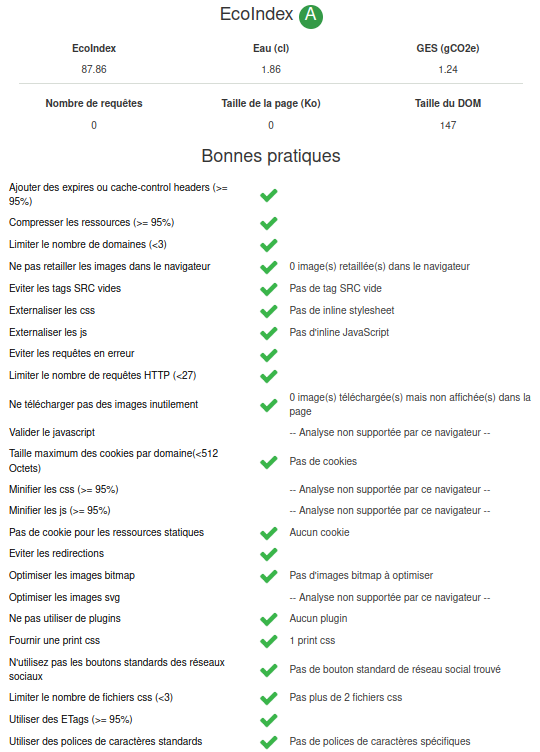 EcoIndex A
EcoIndex Eau (cl) GES (gCO2e)
87.86 1.86 1.24
Nombre de requêtes Taille de la page (Ko) Taille du DOM
0 0 147
Bonnes pratiques
Ajouter des expires ou cache-control headers (>=
95%)
Compresser les ressources (>= 95%)
Limiter le nombre de domaines (<3)
Ne pas retailler les images dans le navigateur 0 image(s) retaillée(s) dans le navigateur
Eviter les tags SRC vides Pas de tag SRC vide
Externaliser les css Pas de inline stylesheet
Externaliser les js Pas d'inline JavaScript
Eviter les requêtes en erreur
Limiter le nombre de requêtes HTTP (<27)
Ne télécharger pas des images inutilement 0 image(s) téléchargée(s) mais non affichée(s) dans la
page
Valider le javascript -- Analyse non supportée par ce navigateur --
Taille maximum des cookies par domaine(<512
Octets) Pas de cookies
Minifier les css (>= 95%) -- Analyse non supportée par ce navigateur --
Minifier les js (>= 95%) -- Analyse non supportée par ce navigateur --
Pas de cookie pour les ressources statiques Aucun cookie
Eviter les redirections
Optimiser les images bitmap Pas d'images bitmap à optimiser
Optimiser les images svg -- Analyse non supportée par ce navigateur --
Ne pas utiliser de plugins Aucun plugin
Fournir une print css 1 print css
N'utilisez pas les boutons standards des réseaux
sociaux Pas de bouton standard de réseau social trouvé
Limiter le nombre de fichiers css (<3) Pas plus de 2 fichiers css
Utiliser des ETags (>= 95%)
Utiliser des polices de caractères standards Pas de polices de caractères spécifiques